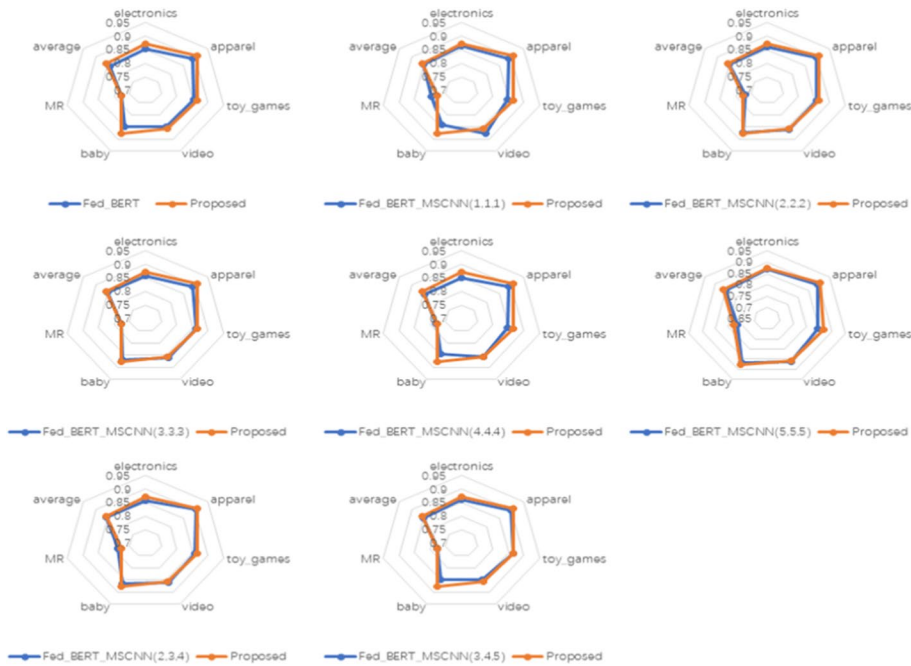 electronics
0.95
0.9
0.85
0.8
0.75
0.7
apparel
toy_games
video
baby
MR
average
Fed_BERT
Proposed
electronics
0.95
0.9
0.85
0.8
0.75
0.7
apparel
toy_games
video
baby
MR
average
Fed_BERT_MSCNN(1,1,1)
Proposed
electronics
0.95
0.9
0.85
0.8
0.75
0.7
apparel
toy_games
video
baby
MR
average
Fed_BERT_MSCNN(2,2,2)
Proposed
electronics
0.95
0.9
0.85
0.8
0.75
0.7
apparel
toy_games
video
baby
MR
average
Fed_BERT_MSCNN(3,3,3)
Proposed
electronics
0.95
0.9
0.85
0.8
0.75
0.7
apparel
toy_games
video
baby
MR
average
Fed_BERT_MSCNN(4,4,4)
Proposed
electronics
0.95
0.9
0.85
0.8
0.75
0.7
0.65
apparel
toy_games
video
baby
MR
average
Fed_BERT_MSCNN(5,5,5)
Proposed
electronics
0.95
0.9
0.85
0.8
0.75
0.7
apparel
toy_games
video
baby
MR
average
Fed_BERT_MSCNN(2,3,4)
Proposed
electronics
0.95
0.9
0.85
0.8
0.75
0.7
apparel
toy_games
video
baby
MR
average
Fed_BERT_MSCNN(3,4,5)
Proposed